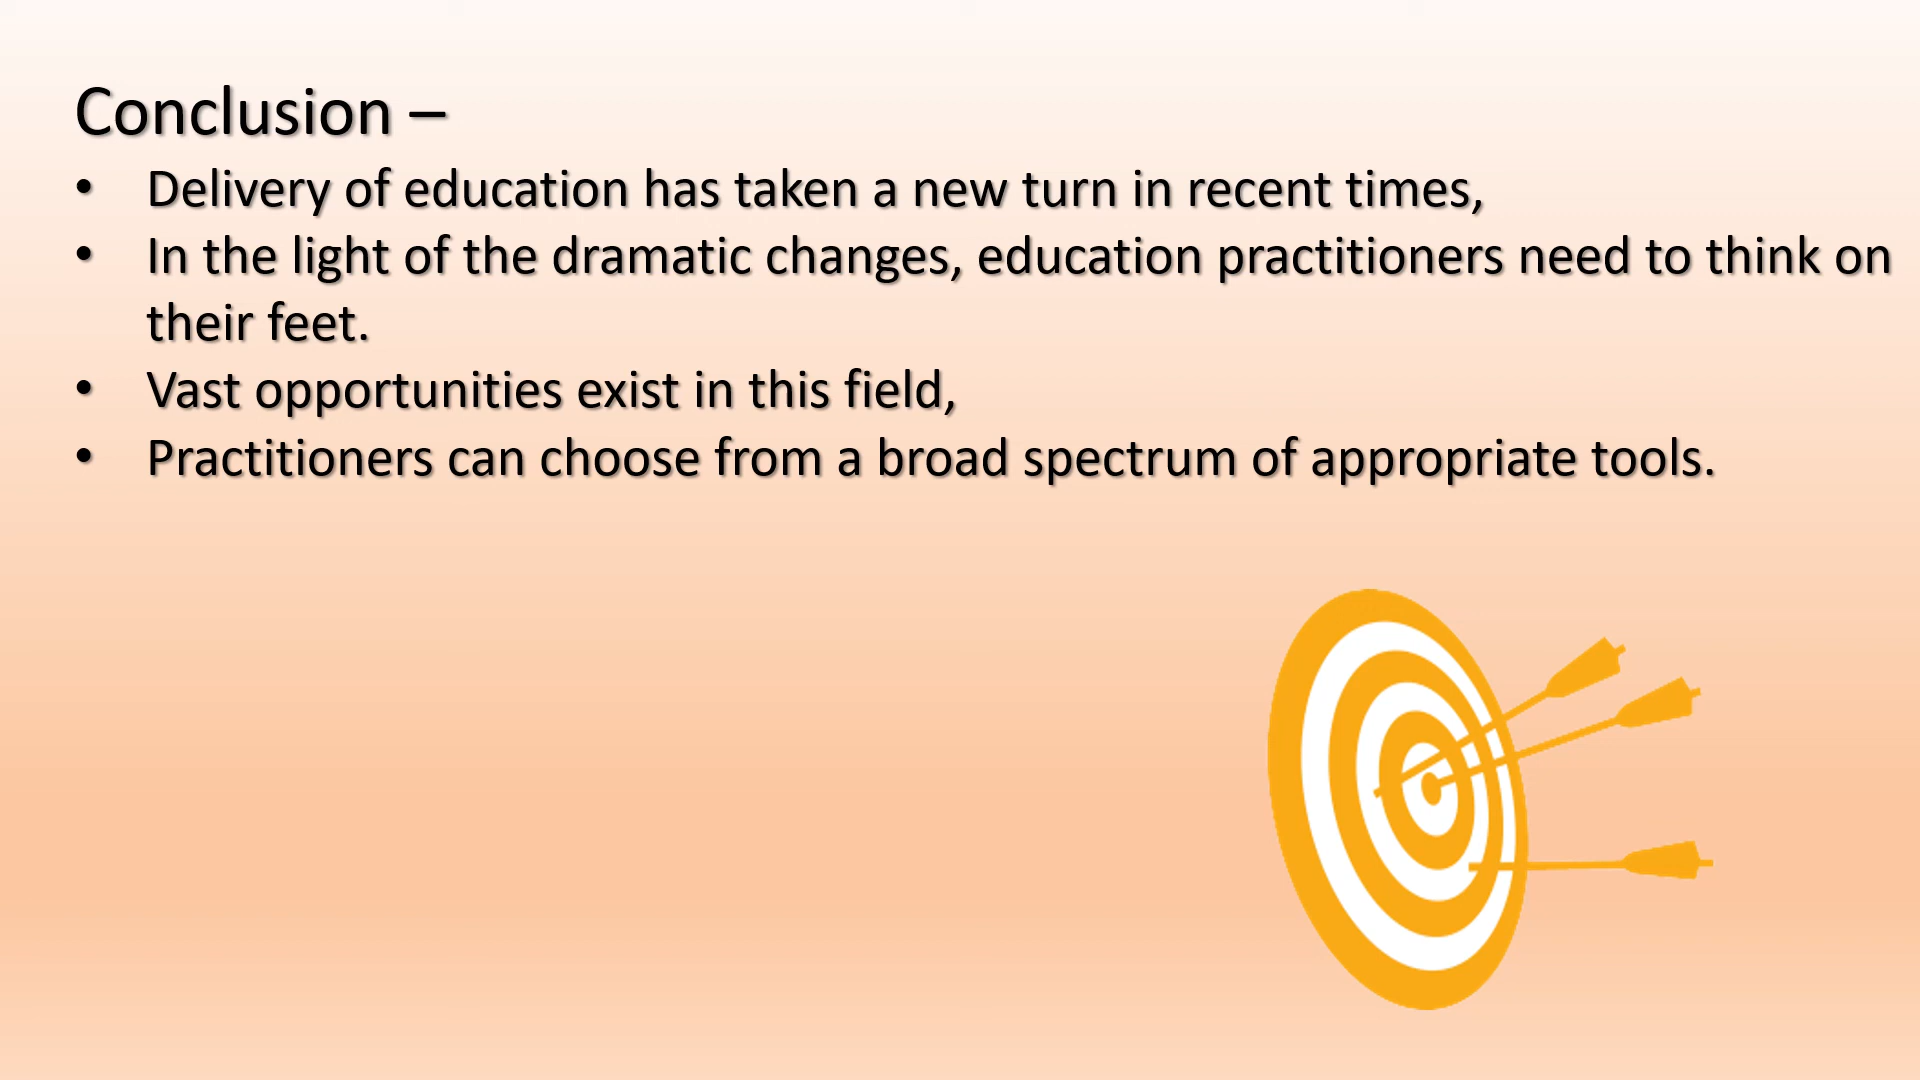 Conclusion –
• Delivery of education has taken a new turn in recent times,
• In the light of the dramatic changes, education practitioners need to think on
their feet.
• Vast opportunities exist in this field,
• Practitioners can choose from a broad spectrum of appropriate tools.